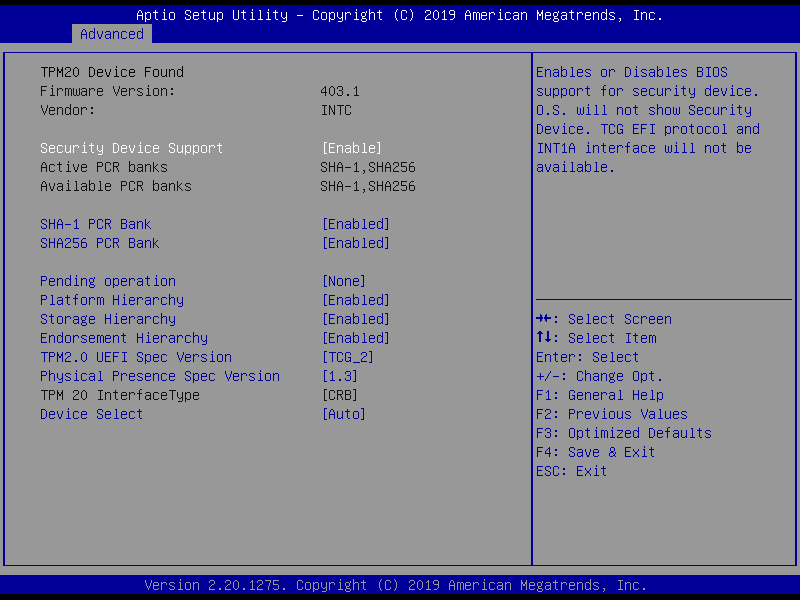 Aptio Setup Utility – Copyright (C) 2019 American Megatrends, Inc.
Advanced
TPM20 Device Found
Firmware Version: 403.1
Vendor: INTC
Security Device Support [Enable]
Active PCR banks SHA-1,SHA256
Available PCR banks SHA-1,SHA256
SHA-1 PCR Bank [Enabled]
SHA256 PCR Bank [Enabled]
Pending operation [None]
Platform Hierarchy [Enabled]
Storage Hierarchy [Enabled]
Endorsement Hierarchy [Enabled]
TPM2.0 UEFI Spec Version [TCG_2]
Physical Presence Spec Version [1.3]
TPM 20 InterfaceType [CRB]
Device Select [Auto]
Enables or Disables BIOS
support for security device.
O.S. will not show Security
Device. TCG EFI protocol and
INT1A interface will not be
available.
→←: Select Screen
↑↓: Select Item
Enter: Select
+/-: Change Opt.
F1: General Help
F2: Previous Values
F3: Optimized Defaults
F4: Save & Exit
ESC: Exit
Version 2.20.1275. Copyright (C) 2019 American Megatrends, Inc.